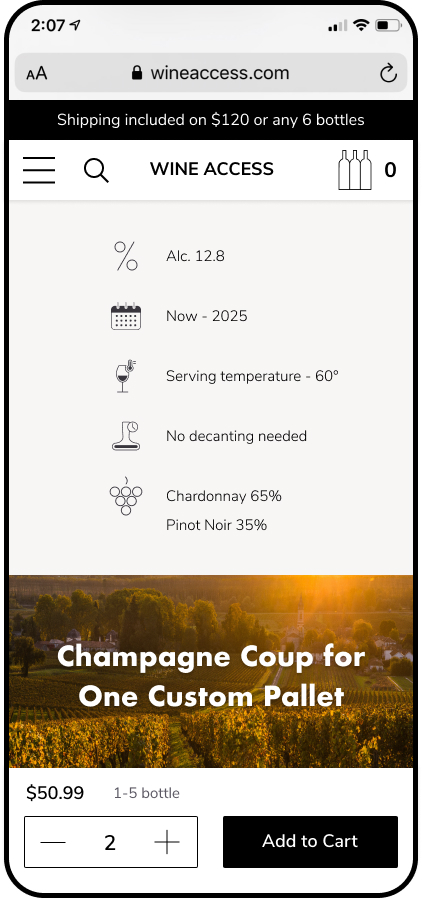 2:07
AA wineaccess.com
Shipping included on $120 or any 6 bottles
WINE ACCESS 0
Alc. 12.8
Now - 2025
Serving temperature - 60°
No decanting needed
Chardonnay 65%
Pinot Noir 35%
Champagne Coup for
One Custom Pallet
$50.99 1-5 bottle
2 Add to Cart